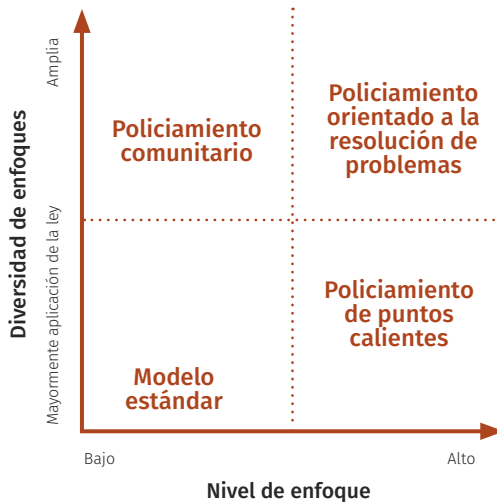 Diversidad de enfoques
Amplia
Mayormente aplicación de la ley
Policiamiento
comunitario
Policiamiento
orientado a la
resolución de
problemas
Modelo
estándar
Policiamiento
de puntos
calientes
Bajo
Alto
Nivel de enfoque